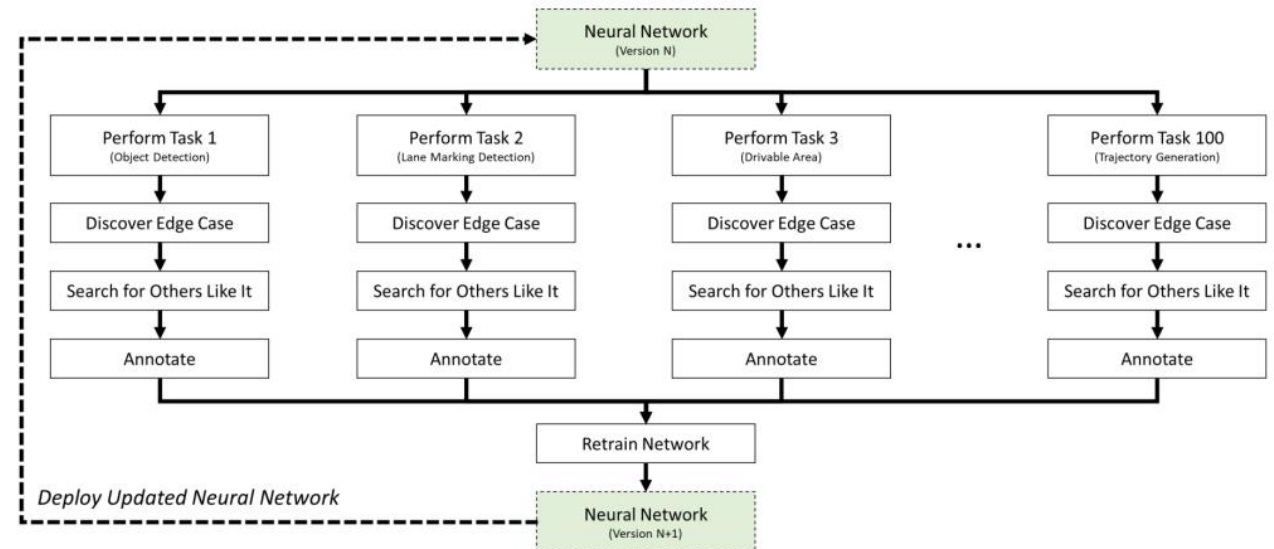 Neural Network
(Version N)
Perform Task 1
(Object Detection)
Perform Task 2
(Lane Marking Detection)
Perform Task 3
(Drivable Area)
Perform Task 100
(Trajectory Generation)
Discover Edge Case
Discover Edge Case
Discover Edge Case
...
Discover Edge Case
Search for Others Like It
Search for Others Like It
Search for Others Like It
Search for Others Like It
Annotate
Annotate
Annotate
Annotate
Retrain Network
Deploy Updated Neural Network
Neural Network
(Version N+1)